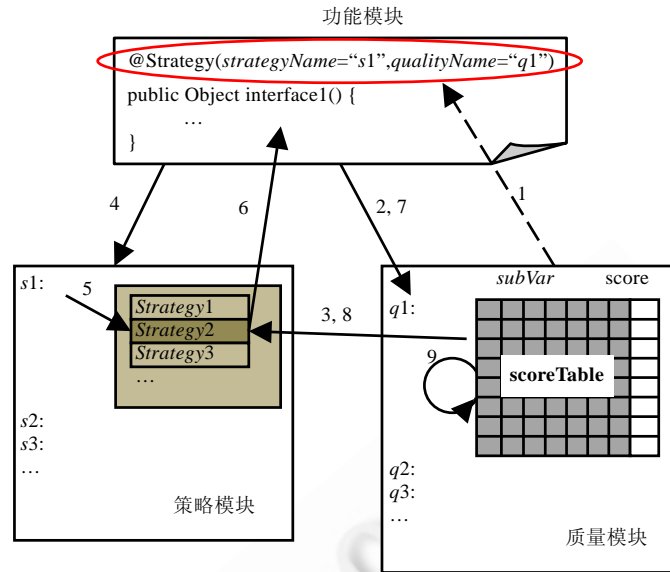 功能模块
@Strategy(strategyName=“s1”,qualityName=“q1”)
public Object interface1() {
…
}
4
6
2, 7
1
s1:
5
Strategy1
Strategy2
Strategy3
…
s2:
s3:
…
策略模块
3, 8
subVar
score
q1:
9
scoreTable
q2:
q3:
…
质量模块